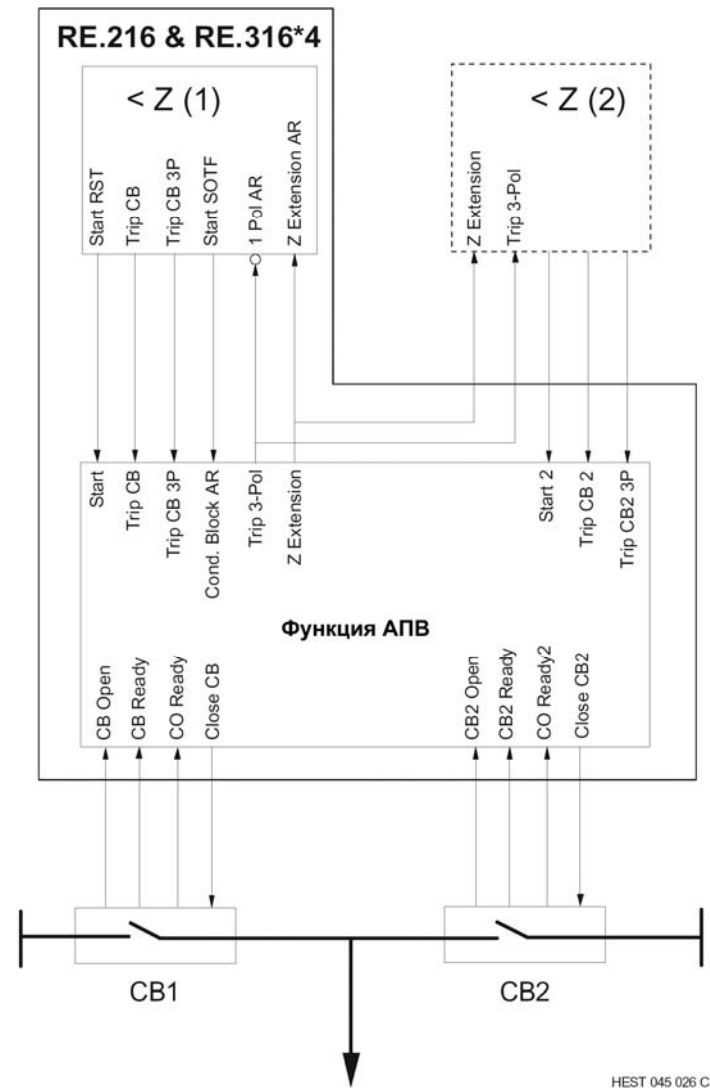 RE.216 & RE.316*4
< Z (1)
< Z (2)
Start RST
Trip CB
Trip CB 3P
Start SOTF
1 Pol AR
Z Extension AR
Z Extension
Trip 3-Pol
Start
Trip CB
Trip CB 3P
Cond. Block AR
Trip 3-Pol
Z Extension
Start 2
Trip CB 2
Trip CB2 3P
Функция АПВ
CB Open
CB Ready
CO Ready
Close CB
CB2 Open
CB2 Ready
CO Ready2
Close CB2
CB1
CB2
HEST 045 026 C